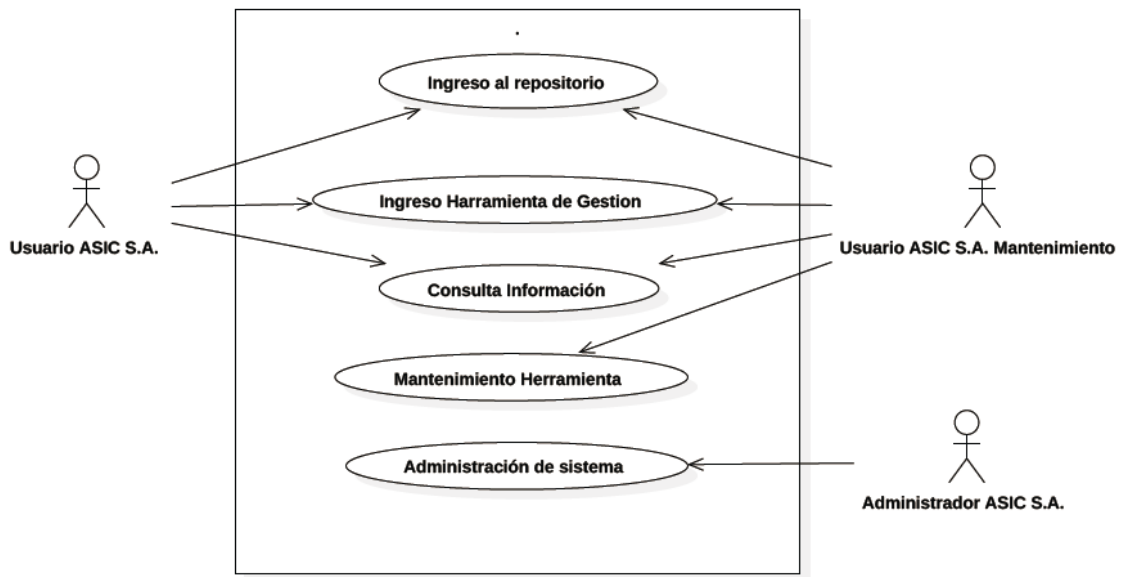 .
Ingreso al repositorio
Ingreso Harramienta de Gestion
Usuario ASIC S.A.
Usuario ASIC S.A. Mantenimiento
Consulta Información
Mantenimiento Herramienta
Administración de sistema
Administrador ASIC S.A.